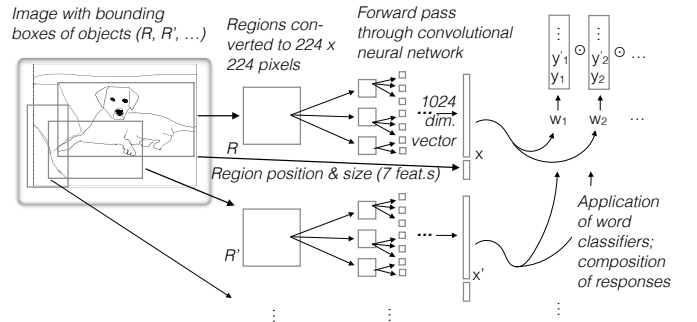 Image with bounding
boxes of objects (R, R', …)
Regions con-
verted to 224 x
224 pixels
Forward pass
through convolutional
neural network
⋮ ⋮
y'1 ⊙ y'2 ⊙ …
y1 y2
1024
dim.
vector
...
w1 w2 …
R
x
Region position & size (7 feat.s)
Application
of word
classifiers;
composition
of responses
...
R'
x'
⋮ ⋮ ⋮